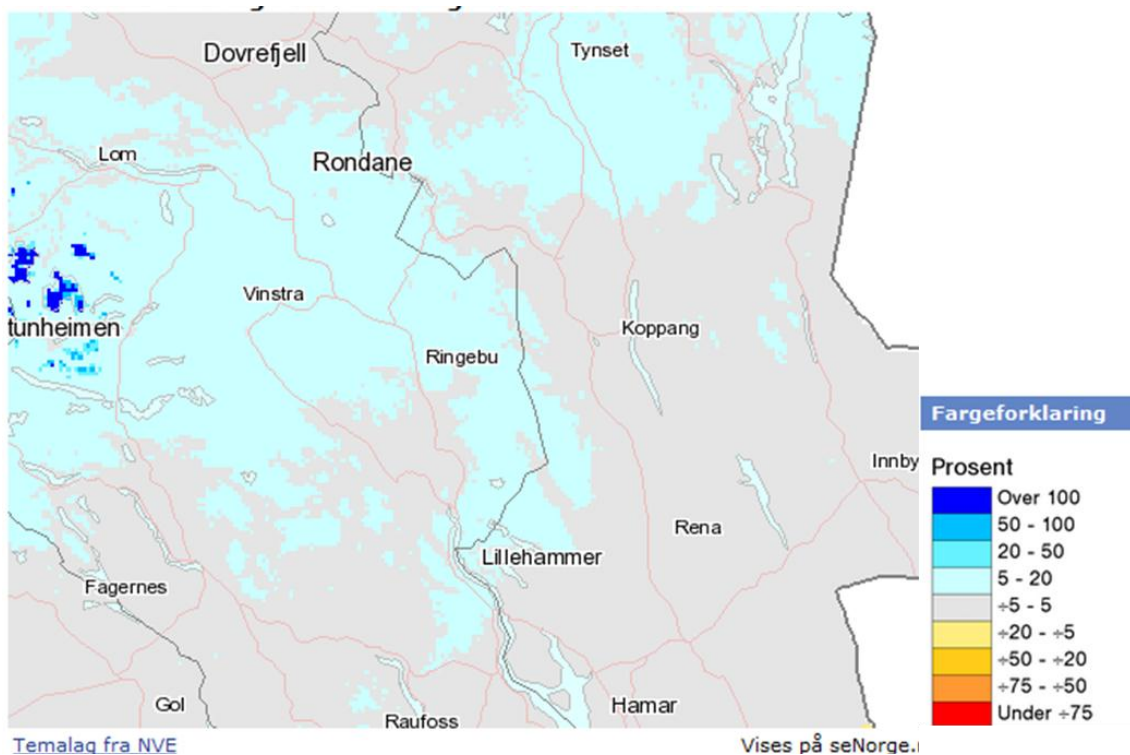 Dovrefjell
Tynset
Lom
Rondane
Vinstra
tunheimen
Koppang
Ringebu
Fargeforklaring
Innby
Prosent
Over 100
50 - 100
20 - 50
5 - 20
÷5 - 5
÷20 - ÷5
÷50 - ÷20
÷75 - ÷50
Under ÷75
Rena
Lillehammer
Fagernes
Gol
Hamar
Raufoss
Temalag fra NVE
Vises på seNorge.